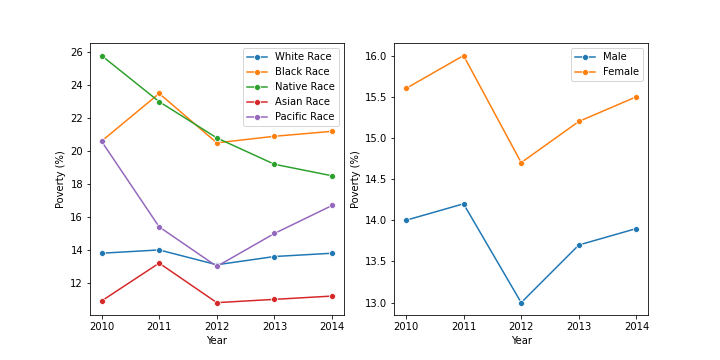 26
24
22
20
18
16
14
12
Poverty (%)
2010
2011
2012
2013
2014
Year
White Race
Black Race
Native Race
Asian Race
Pacific Race
16.0
15.5
15.0
14.5
14.0
13.5
13.0
Poverty (%)
2010
2011
2012
2013
2014
Year
Male
Female